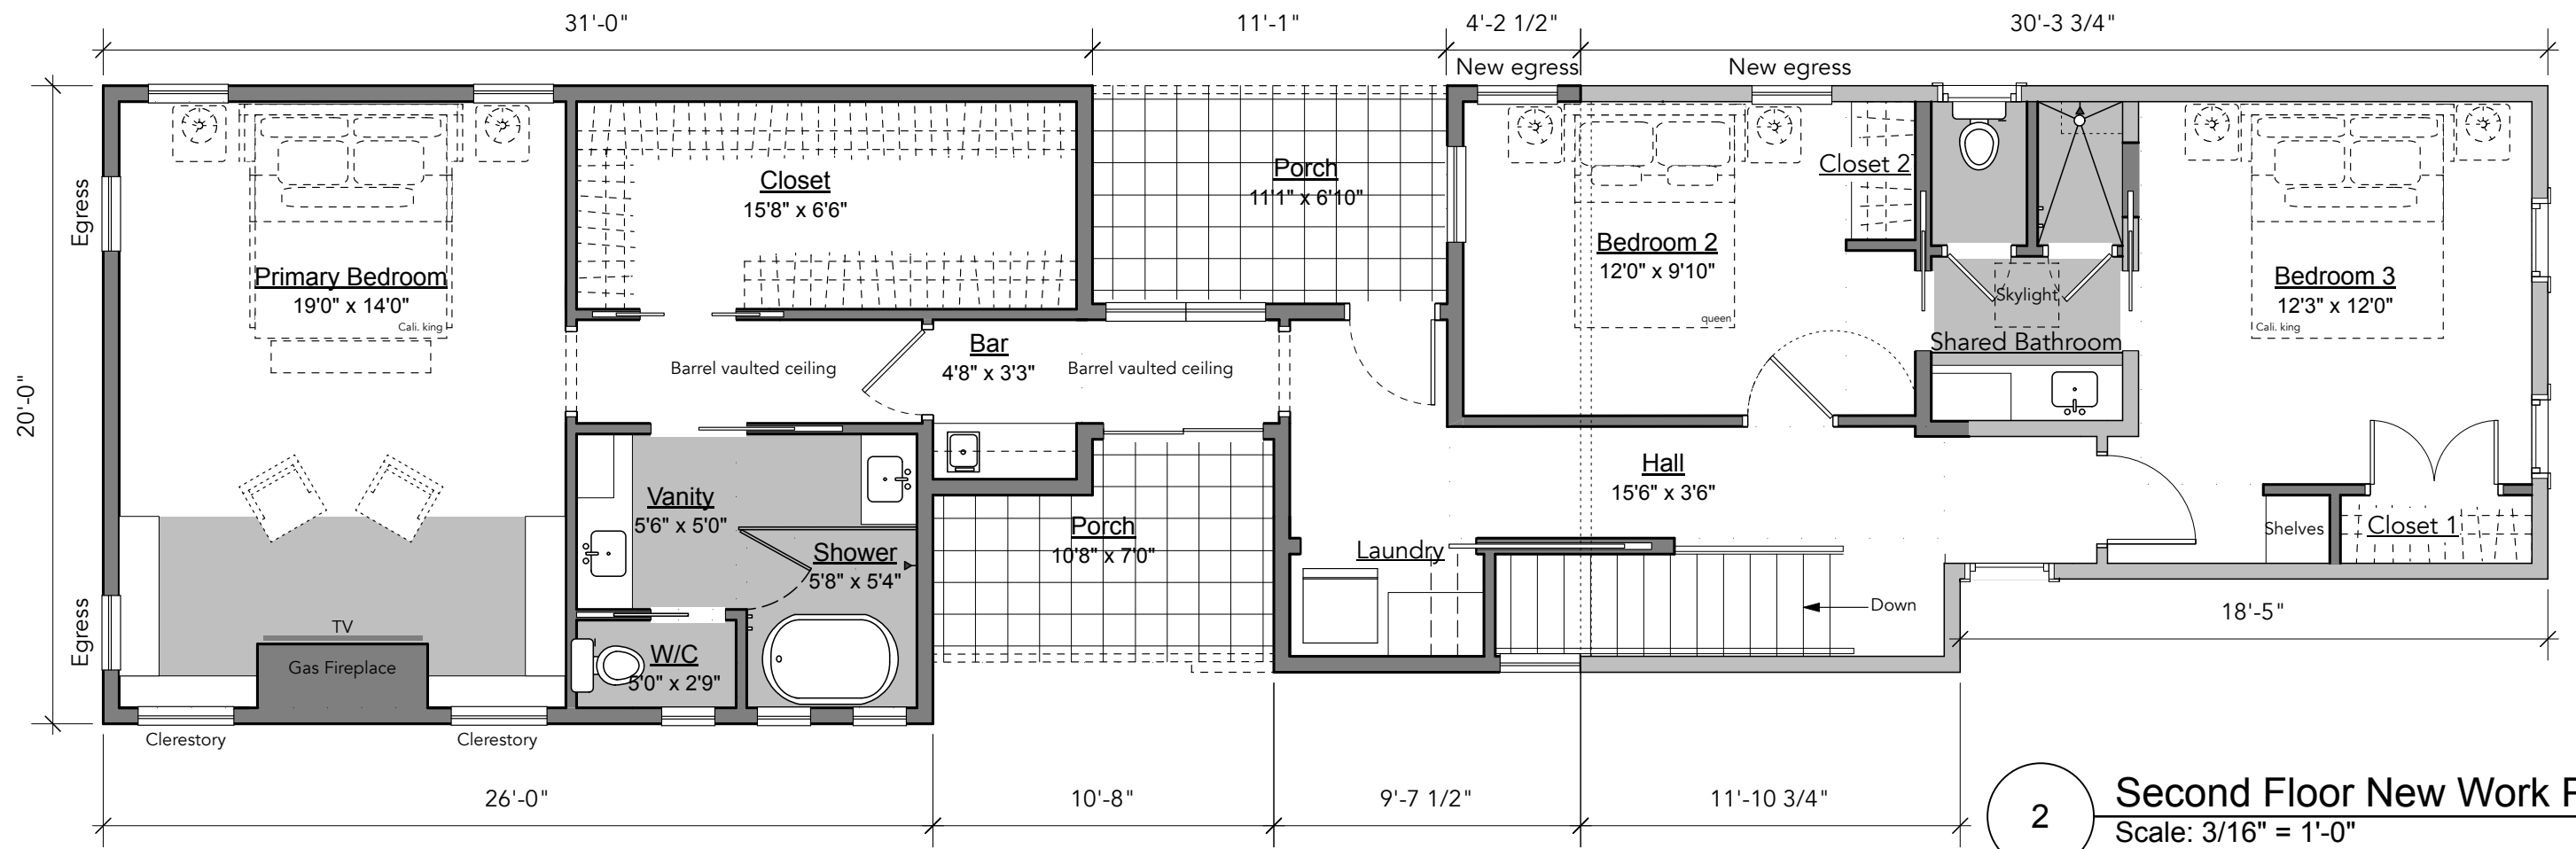 31'-0"
11'-1"
4'-2 1/2"
30'-3 3/4"
New egress
New egress
20'-0"
Egress
Egress
Primary Bedroom
19'0" x 14'0"
Cali. king
TV
Gas Fireplace
Clerestory
Clerestory
Closet
15'8" x 6'6"
Barrel vaulted ceiling
Bar
4'8" x 3'3"
Barrel vaulted ceiling
Vanity
5'6" x 5'0"
Shower
5'8" x 5'4"
W/C
5'0" x 2'9"
Porch
11'1" x 6'10"
Porch
10'8" x 7'0"
Bedroom 2
12'0" x 9'10"
queen
Closet 2
Skylight
Shared Bathroom
Bedroom 3
12'3" x 12'0"
Cali. king
Hall
15'6" x 3'6"
Laundry
Down
Shelves
Closet 1
18'-5"
26'-0"
10'-8"
9'-7 1/2"
11'-10 3/4"
2
Second Floor New Work
Scale: 3/16" = 1'-0"